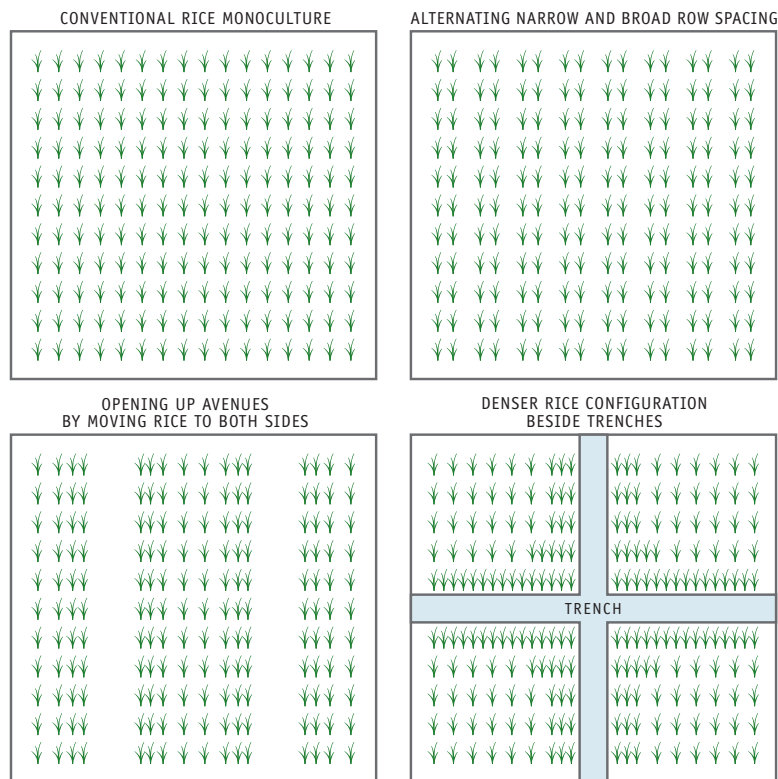 CONVENTIONAL RICE MONOCULTURE
ALTERNATING NARROW AND BROAD ROW SPACING
OPENING UP AVENUES
BY MOVING RICE TO BOTH SIDES
DENSER RICE CONFIGURATION
BESIDE TRENCHES
TRENCH